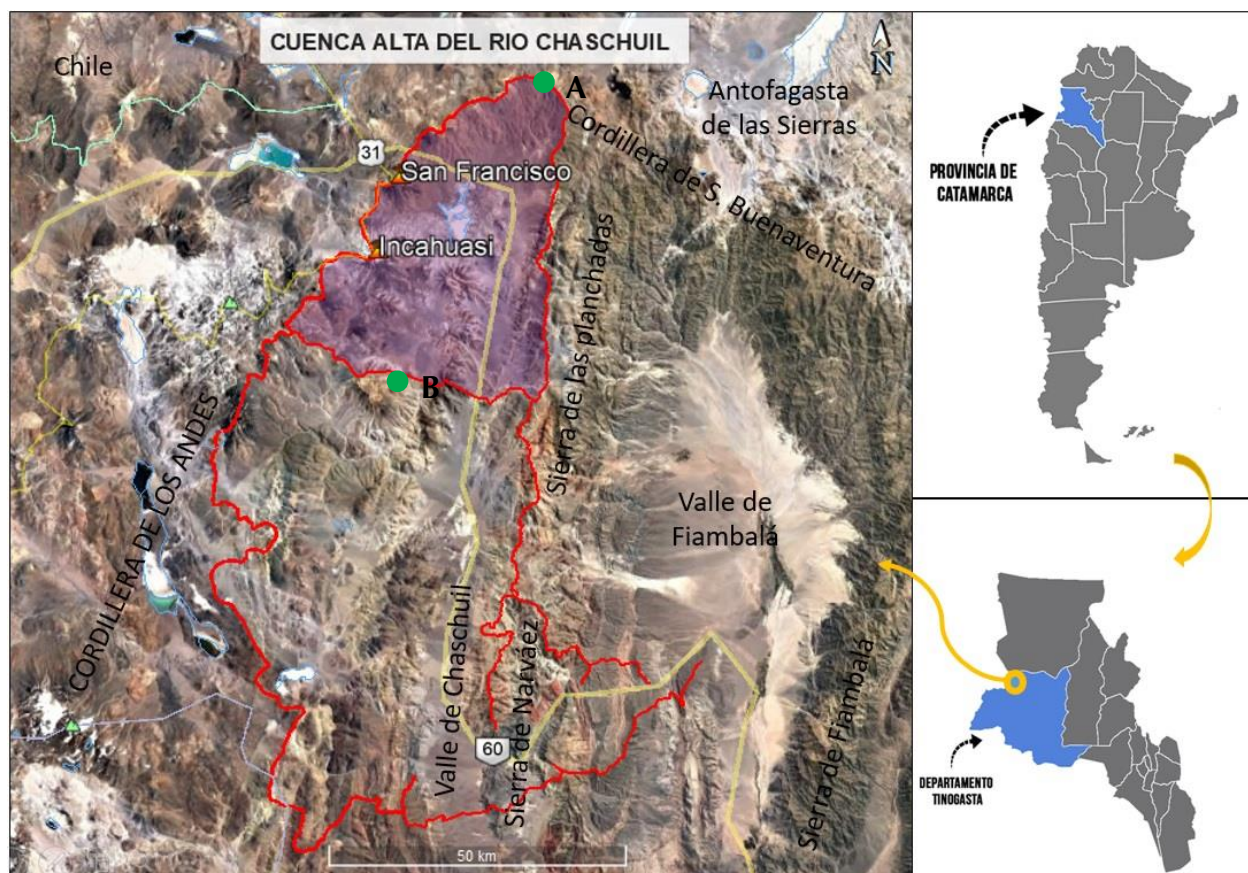 CUENCA ALTA DEL RIO CHASCHUIL
N
Chile
A
Antofagasta
de las Sierras
Cordillera de S. Buenaventura
31
San Francisco
Incahuasi
Sierra de las planchadas
B
CORDILLERA DE LOS ANDES
Valle de
Fiambalá
Valle de Chaschuil
Sierra de Narváez
60
Sierra de Fiambalá
50 km
PROVINCIA DE
CATAMARCA
DEPARTAMENTO
TINOGASTA